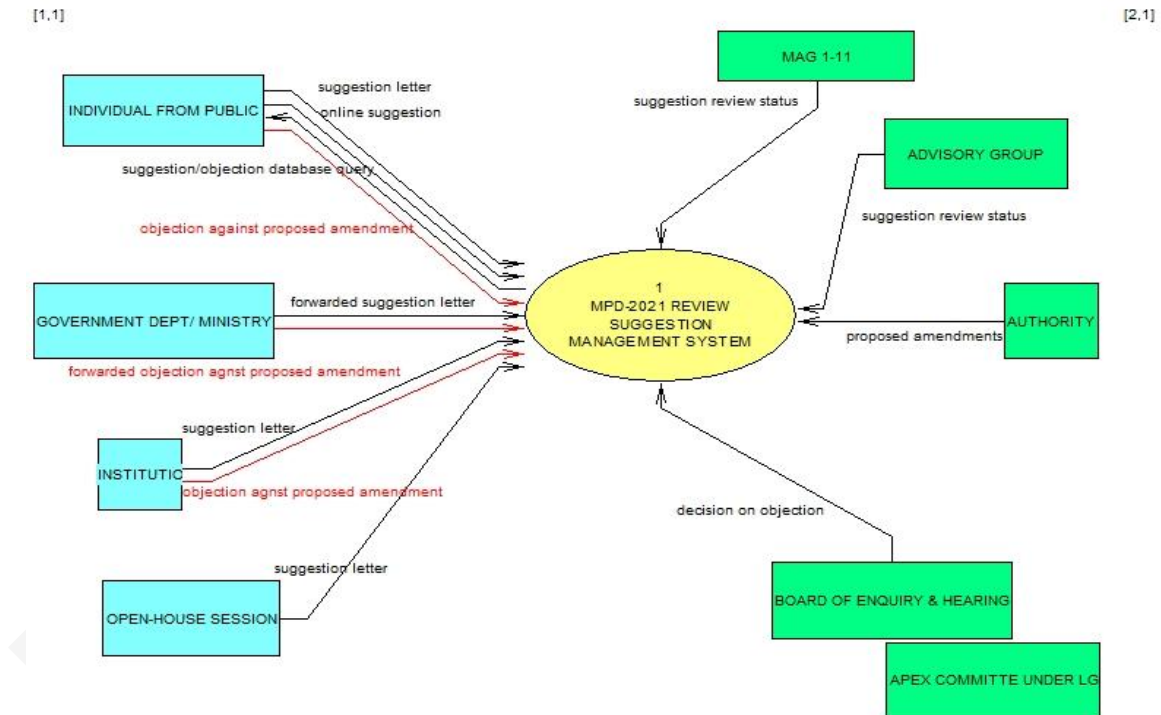 [1,1]
[2,1]
MAG 1-11
suggestion letter
INDIVIDUAL FROM PUBLIC
online suggestion
suggestion review status
ADVISORY GROUP
suggestion/objection database query
suggestion review status
objection against proposed amendment
1
MPD-2021 REVIEW
SUGGESTION
MANAGEMENT SYSTEM
forwarded suggestion letter
GOVERNMENT DEPT/ MINISTRY
AUTHORITY
proposed amendments
forwarded objection agnst proposed amendment
suggestion letter
INSTITUTIO
objection agnst proposed amendment
decision on objection
suggestion letter
OPEN-HOUSE SESSION
BOARD OF ENQUIRY & HEARING
APEX COMMITTE UNDER LG